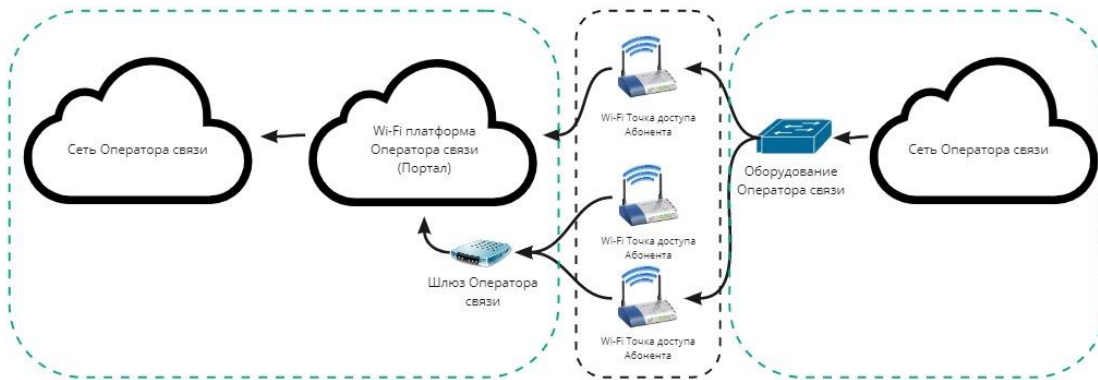 Сеть Оператора связи
Wi-Fi платформа
Оператора связи
(Портал)
Шлюз Оператора
связи
Wi-Fi Точка доступа
Абонента
Wi-Fi Точка доступа
Абонента
Wi-Fi Точка доступа
Абонента
Оборудование
Оператора связи
Сеть Оператора связи